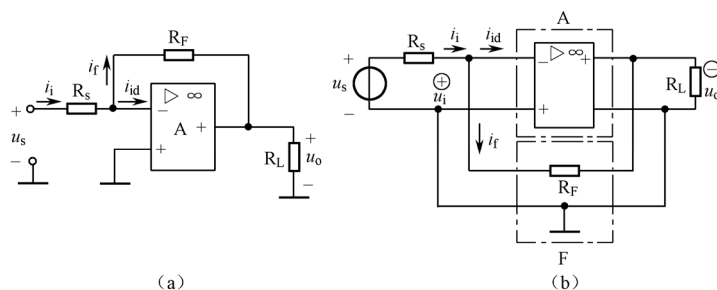 R_F
i_f
i_i
R_s
i_id
▷ ∞
+
−
u_s
A
+
+
−
R_L
+
u_o
−
−
(a)
A
R_s
i_i
i_id
+
− ▷ ∞ +
⊖
u_s
⊕
u_i
R_L
u_o
−
+
i_f
R_F
F
(b)